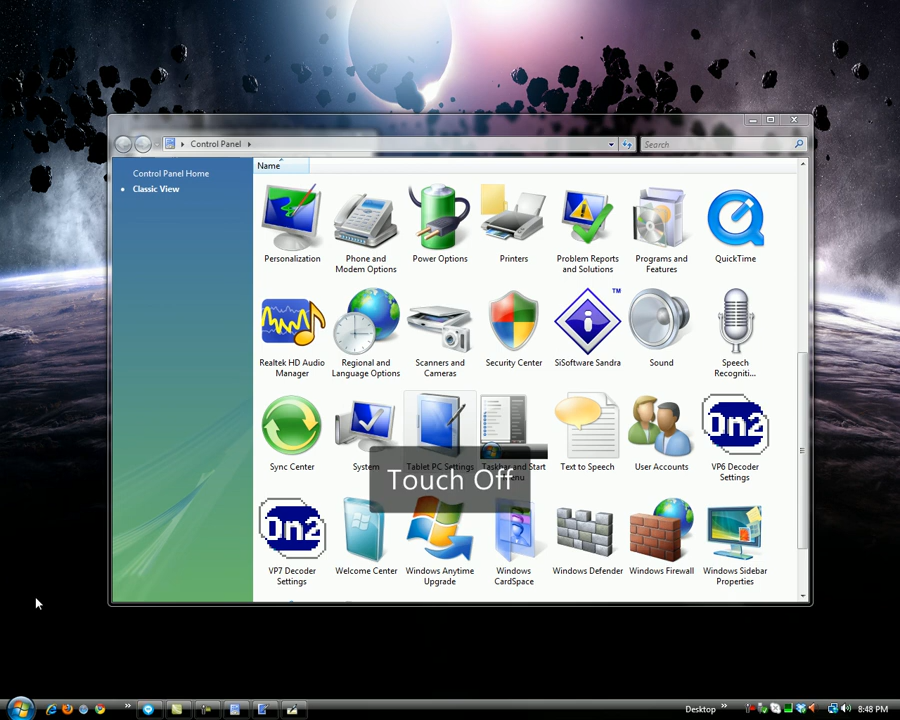 Control Panel
Search
Control Panel Home
Classic View
Name
Personalization
Phone and
Modem Options
Power Options
Printers
Problem Reports
and Solutions
Programs and
Features
QuickTime
TM
Realtek HD Audio
Manager
Regional and
Language Options
Scanners and
Cameras
Security Center
SiSoftware Sandra
Sound
Speech
Recogniti...
On2
Sync Center
System
Tablet PC Settings
Taskbar and Start
Menu
Text to Speech
User Accounts
VP6 Decoder
Settings
Touch Off
On2
VP7 Decoder
Settings
Welcome Center
Windows Anytime
Upgrade
Windows
CardSpace
Windows Defender
Windows Firewall
Windows Sidebar
Properties
Desktop
8:48 PM